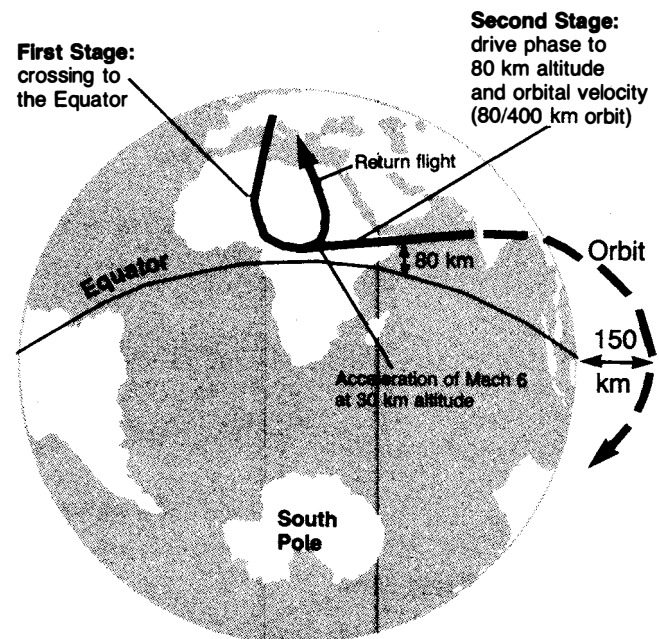 First Stage:
crossing to
the Equator
Second Stage:
drive phase to
80 km altitude
and orbital velocity
(80/400 km orbit)
Return flight
Orbit
Equator
80 km
150
km
Acceleration of Mach 6
at 30 km altitude
South
Pole